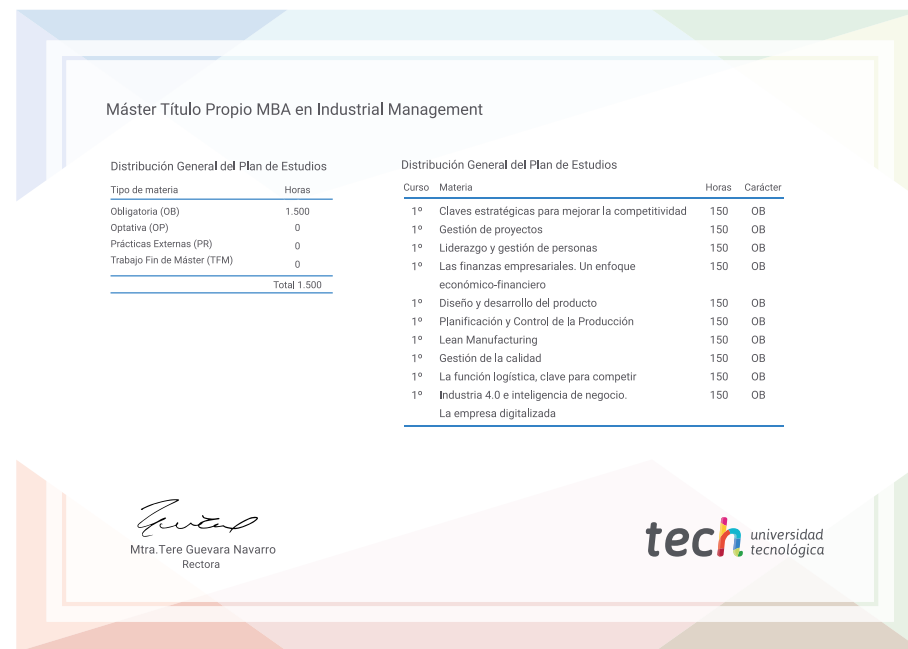 Máster Título Propio MBA en Industrial Management
Distribución General del Plan de Estudios
Tipo de materia Horas
Obligatoria (OB) 1.500
Optativa (OP) 0
Prácticas Externas (PR) 0
Trabajo Fin de Máster (TFM) 0
Total 1.500
Distribución General del Plan de Estudios
Curso Materia Horas Carácter
1º Claves estratégicas para mejorar la competitividad 150 OB
1º Gestión de proyectos 150 OB
1º Liderazgo y gestión de personas 150 OB
1º Las finanzas empresariales. Un enfoque 150 OB
económico-financiero
1º Diseño y desarrollo del producto 150 OB
1º Planificación y Control de la Producción 150 OB
1º Lean Manufacturing 150 OB
1º Gestión de la calidad 150 OB
1º La función logística, clave para competir 150 OB
1º Industria 4.0 e inteligencia de negocio. 150 OB
La empresa digitalizada
Mtra.Tere Guevara Navarro
Rectora
tech universidad
tecnológica